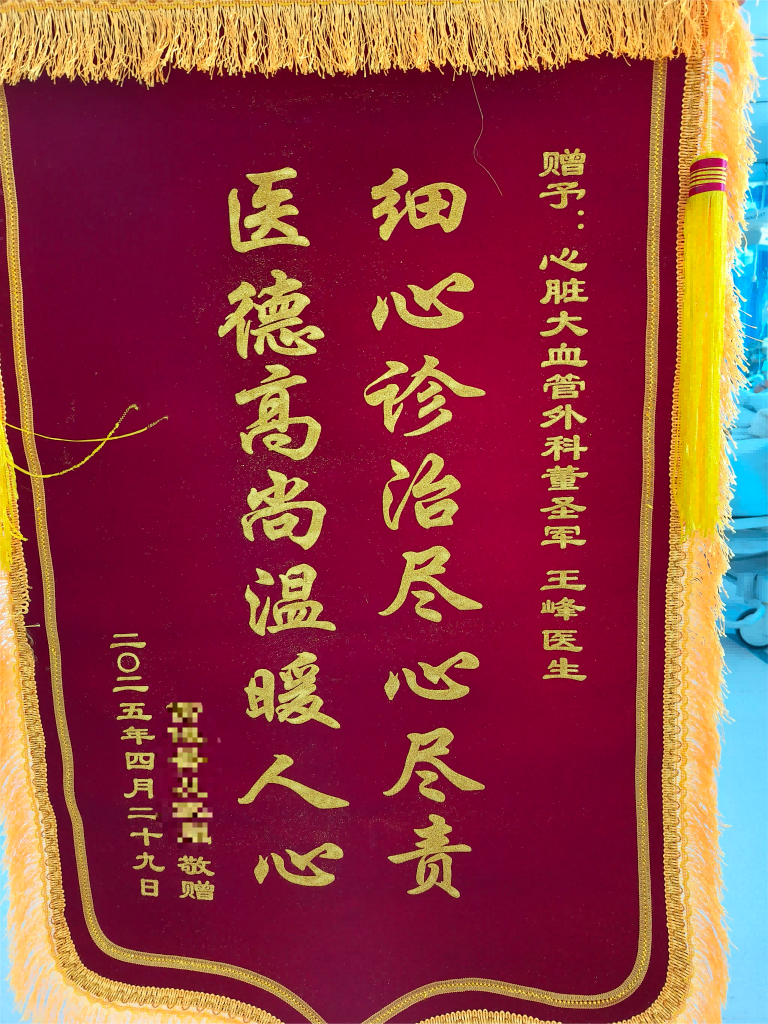 赠予：心脏大血管外科董圣军 王峰医生
细心诊治尽心尽责
医德高尚温暖人心
敬赠
二〇二五年四月二十九日